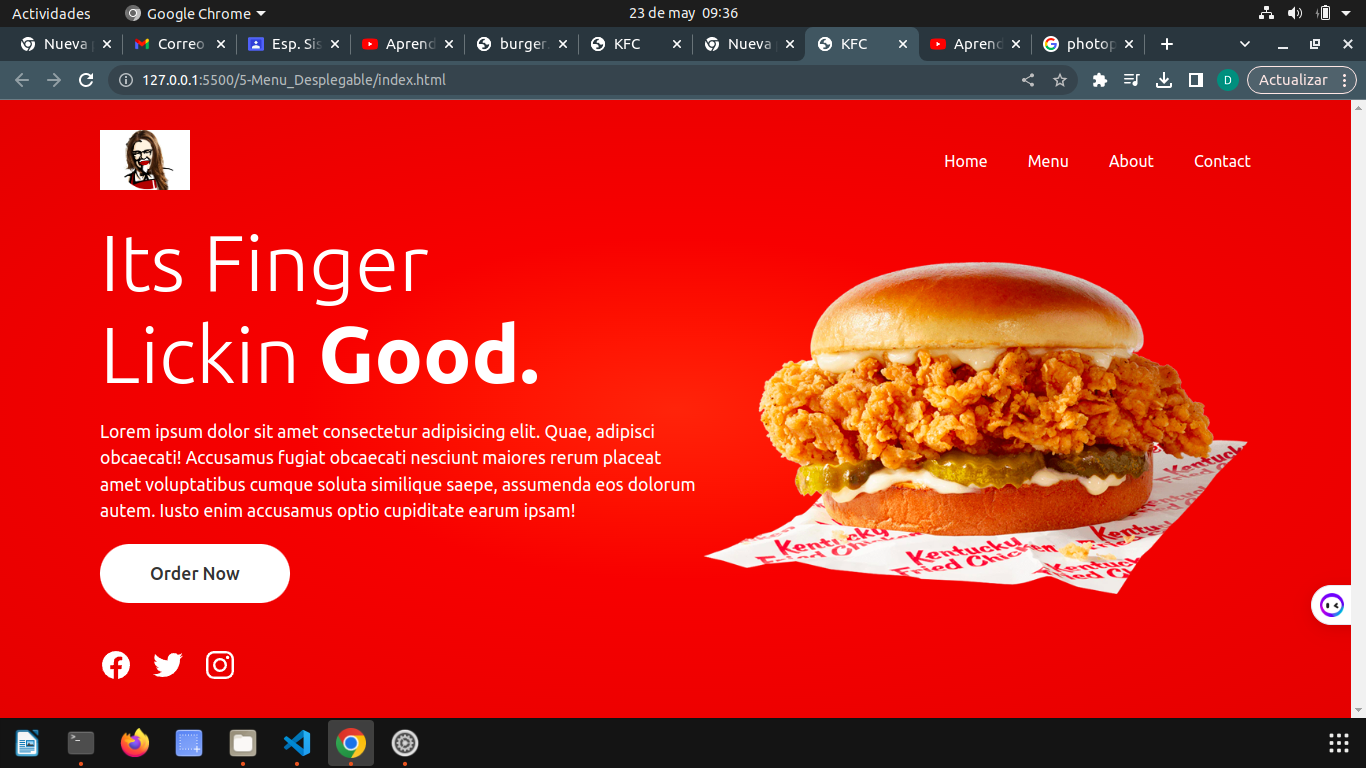 Actividades
Google Chrome
23 de may 09:36
Nueva
Correo
Esp. Sis
Aprend
burger.
KFC
Nueva
KFC
Aprend
photop
127.0.0.1:5500/5-Menu_Desplegable/index.html
D
Actualizar
Home
Menu
About
Contact
Its Finger
Lickin Good.
Lorem ipsum dolor sit amet consectetur adipisicing elit. Quae, adipisci
obcaecati! Accusamus fugiat obcaecati nesciunt maiores rerum placeat
amet voluptatibus cumque soluta similique saepe, assumenda eos dolorum
autem. Iusto enim accusamus optio cupiditate earum ipsam!
Order Now
Kentucky
Fried Chicken
Kentucky
Fried Chicken
Kentucky
Fried Chi